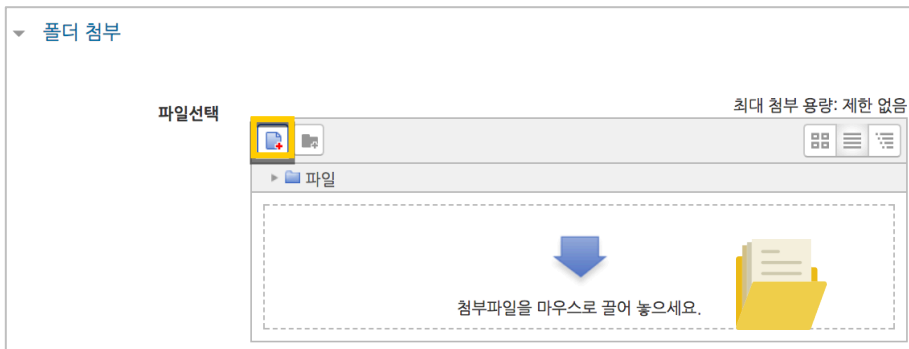 폴더 첨부
최대 첨부 용량: 제한 없음
파일선택
파일
첨부파일을 마우스로 끌어 놓으세요.